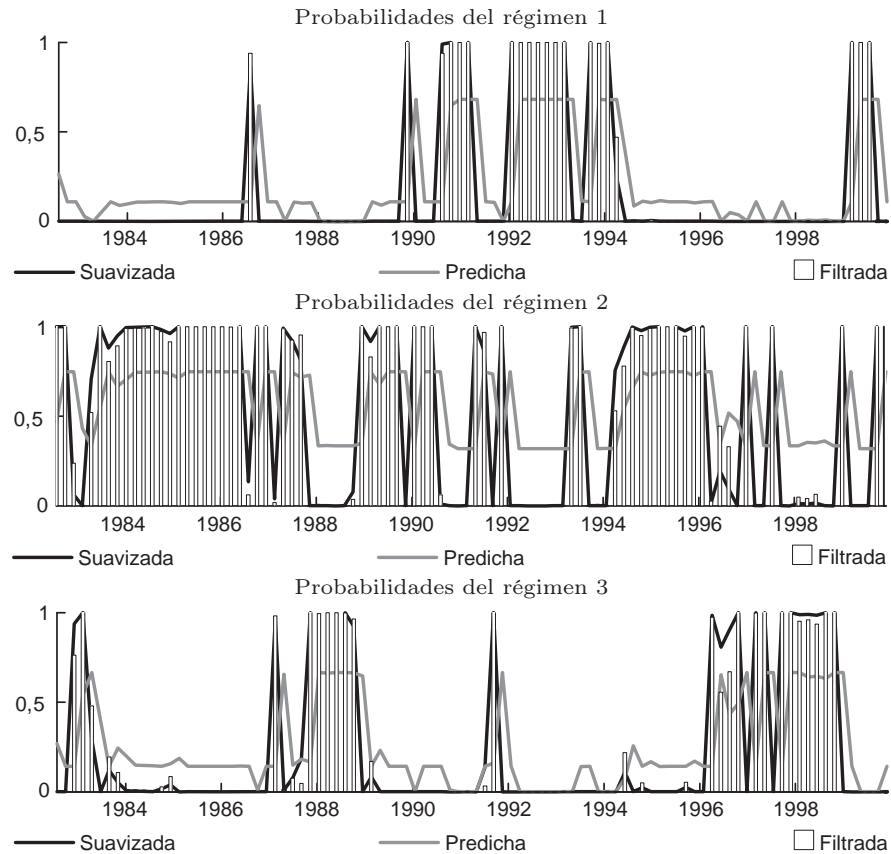 Probabilidades del régimen 1
1
0,5
0
1984 1986 1988 1990 1992 1994 1996 1998
Suavizada Predicha Filtrada
Probabilidades del régimen 2
1
0,5
0
1984 1986 1988 1990 1992 1994 1996 1998
Suavizada Predicha Filtrada
Probabilidades del régimen 3
1
0,5
0
1984 1986 1988 1990 1992 1994 1996 1998
Suavizada Predicha Filtrada